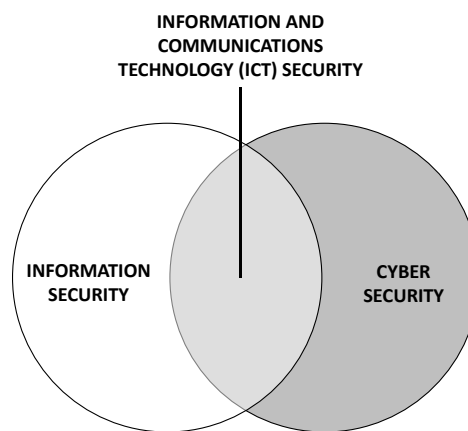 INFORMATION AND
COMMUNICATIONS
TECHNOLOGY (ICT) SECURITY
INFORMATION
SECURITY
CYBER
SECURITY